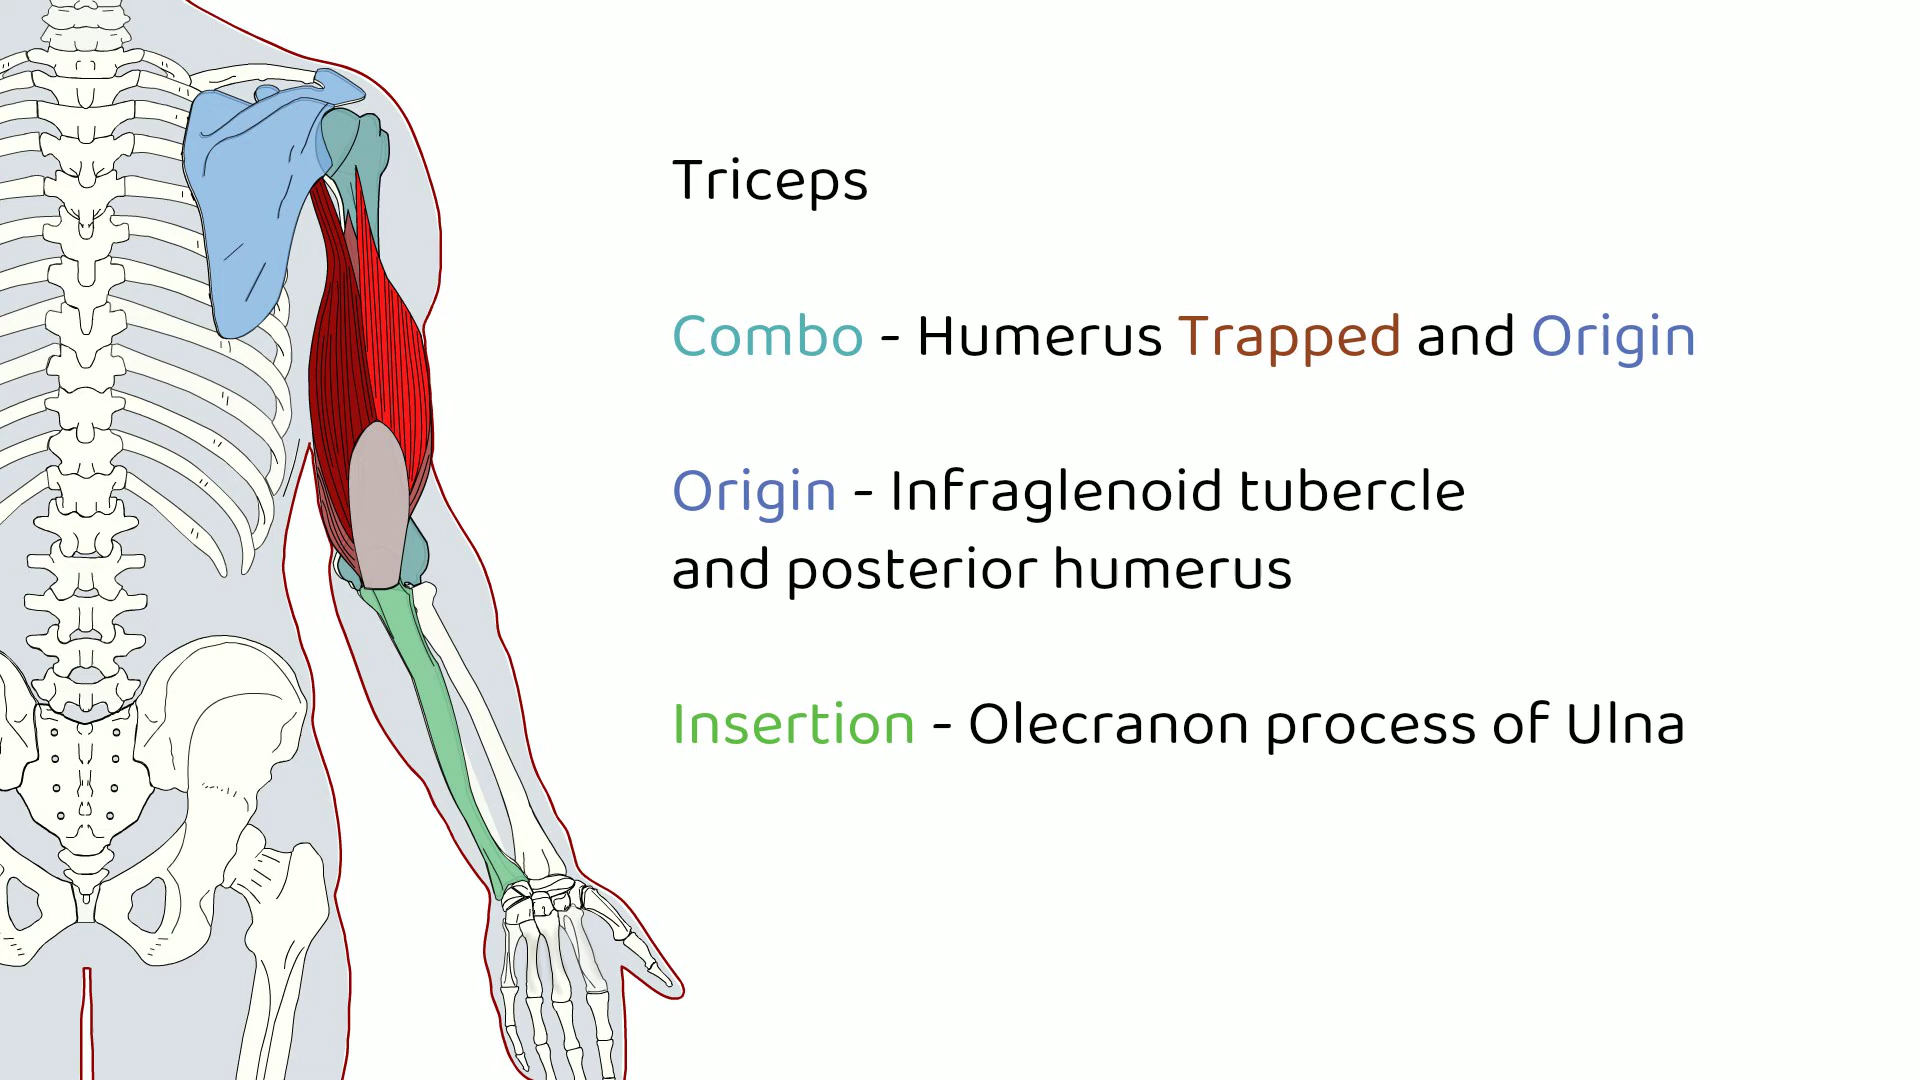 Triceps
Combo - Humerus Trapped and Origin
Origin - Infraglenoid tubercle
and posterior humerus
Insertion - Olecranon process of Ulna